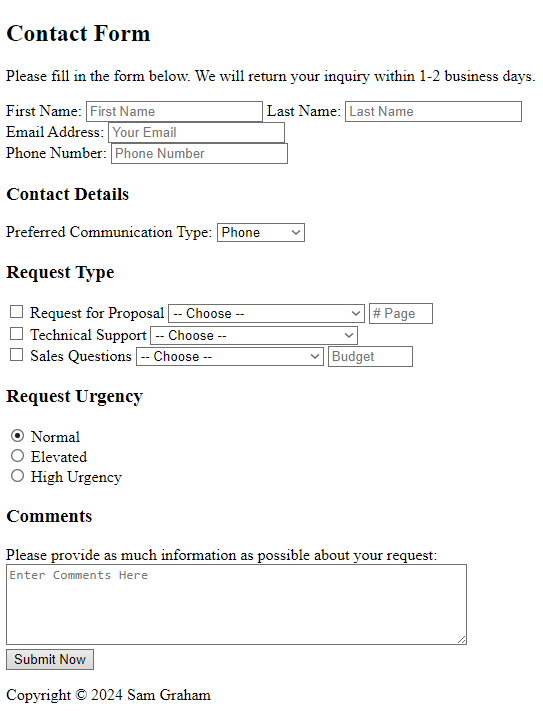 Contact Form
Please fill in the form below. We will return your inquiry within 1-2 business days.
First Name: First Name Last Name: Last Name
Email Address: Your Email
Phone Number: Phone Number
Contact Details
Preferred Communication Type: Phone
Request Type
Request for Proposal -- Choose -- # Page
Technical Support -- Choose --
Sales Questions -- Choose -- Budget
Request Urgency
Normal
Elevated
High Urgency
Comments
Please provide as much information as possible about your request:
Enter Comments Here
Submit Now
Copyright © 2024 Sam Graham